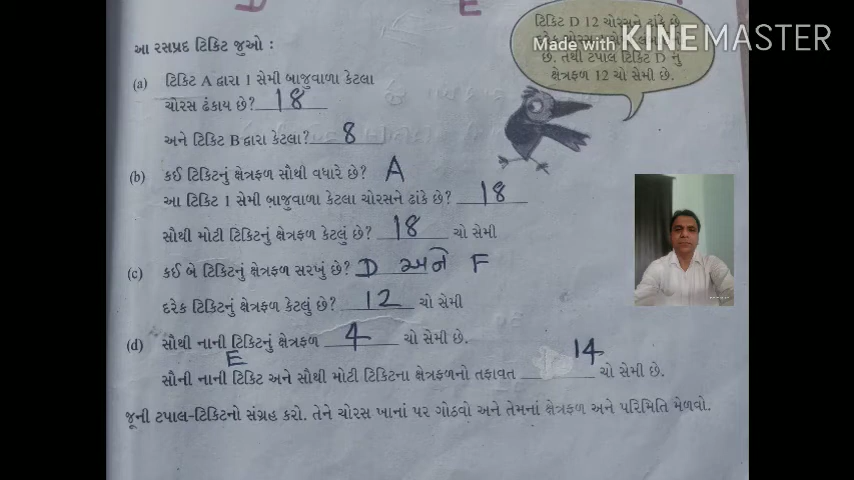 D E
ટિકિટ D 12 ચોરસને ઢાંકે છે
છે. તથી ટપાલ ટિકિટ D નું
ક્ષેત્રફળ 12 ચો સેમી છે.
Made with KINEMASTER
આ રસપ્રદ ટિકિટ જુઓ :
(a) ટિકિટ A દ્વારા 1 સેમી બાજુવાળા કેટલા
ચોરસ ઢંકાય છે? 18
અને ટિકિટ B દ્વારા કેટલા? 8
(b) કઈ ટિકિટનું ક્ષેત્રફળ સૌથી વધારે છે? A
આ ટિકિટ 1 સેમી બાજુવાળા કેટલા ચોરસને ઢાંકે છે? 18
સૌથી મોટી ટિકિટનું ક્ષેત્રફળ કેટલું છે? 18 ચો સેમી
(c) કઈ બે ટિકિટનું ક્ષેત્રફળ સરખું છે? D અને F
દરેક ટિકિટનું ક્ષેત્રફળ કેટલું છે? 12 ચો સેમી
(d) સૌથી નાની ટિકિટનું ક્ષેત્રફળ 4 ચો સેમી છે.
E 14
સૌની નાની ટિકિટ અને સૌથી મોટી ટિકિટના ક્ષેત્રફળનો તફાવત ચો સેમી છે.
જૂની ટપાલ-ટિકિટનો સંગ્રહ કરો. તેને ચોરસ ખાનાં પર ગોઠવો અને તેમનાં ક્ષેત્રફળ અને પરિમિતિ મેળવો.